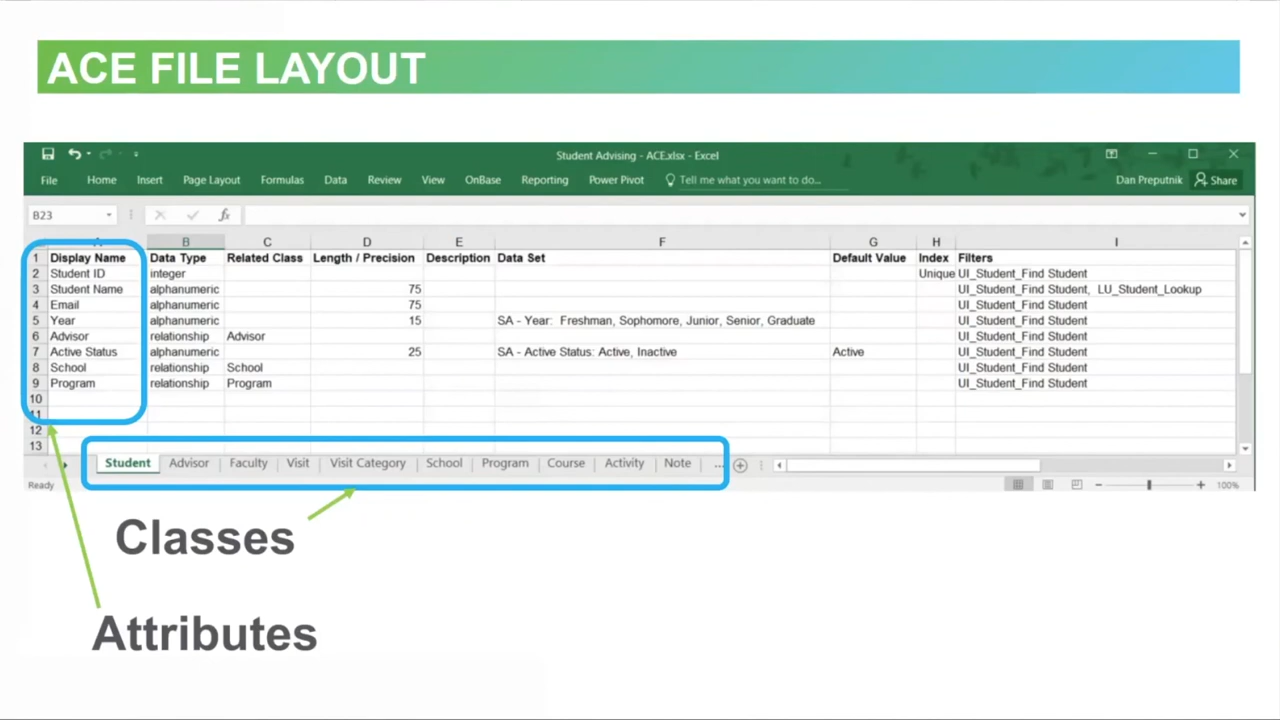 ACE FILE LAYOUT
Student Advising - ACE.xlsx - Excel
File Home Insert Page Layout Formulas Data Review View OnBase Reporting Power Pivot Tell me what you want to do... Dan Preputnik Share
B23 fx
A B C D E F G H I
1 Display Name Data Type Related Class Length / Precision Description Data Set Default Value Index Filters
2 Student ID integer Unique UI_Student_Find Student
3 Student Name alphanumeric 75 UI_Student_Find Student, LU_Student_Lookup
4 Email alphanumeric 75 UI_Student_Find Student
5 Year alphanumeric 15 SA - Year: Freshman, Sophomore, Junior, Senior, Graduate UI_Student_Find Student
6 Advisor relationship Advisor UI_Student_Find Student
7 Active Status alphanumeric 25 SA - Active Status: Active, Inactive Active UI_Student_Find Student
8 School relationship School UI_Student_Find Student
9 Program relationship Program UI_Student_Find Student
10
11
12
13
Student Advisor Faculty Visit Visit Category School Program Course Activity Note ...
Ready 100%
Classes
Attributes